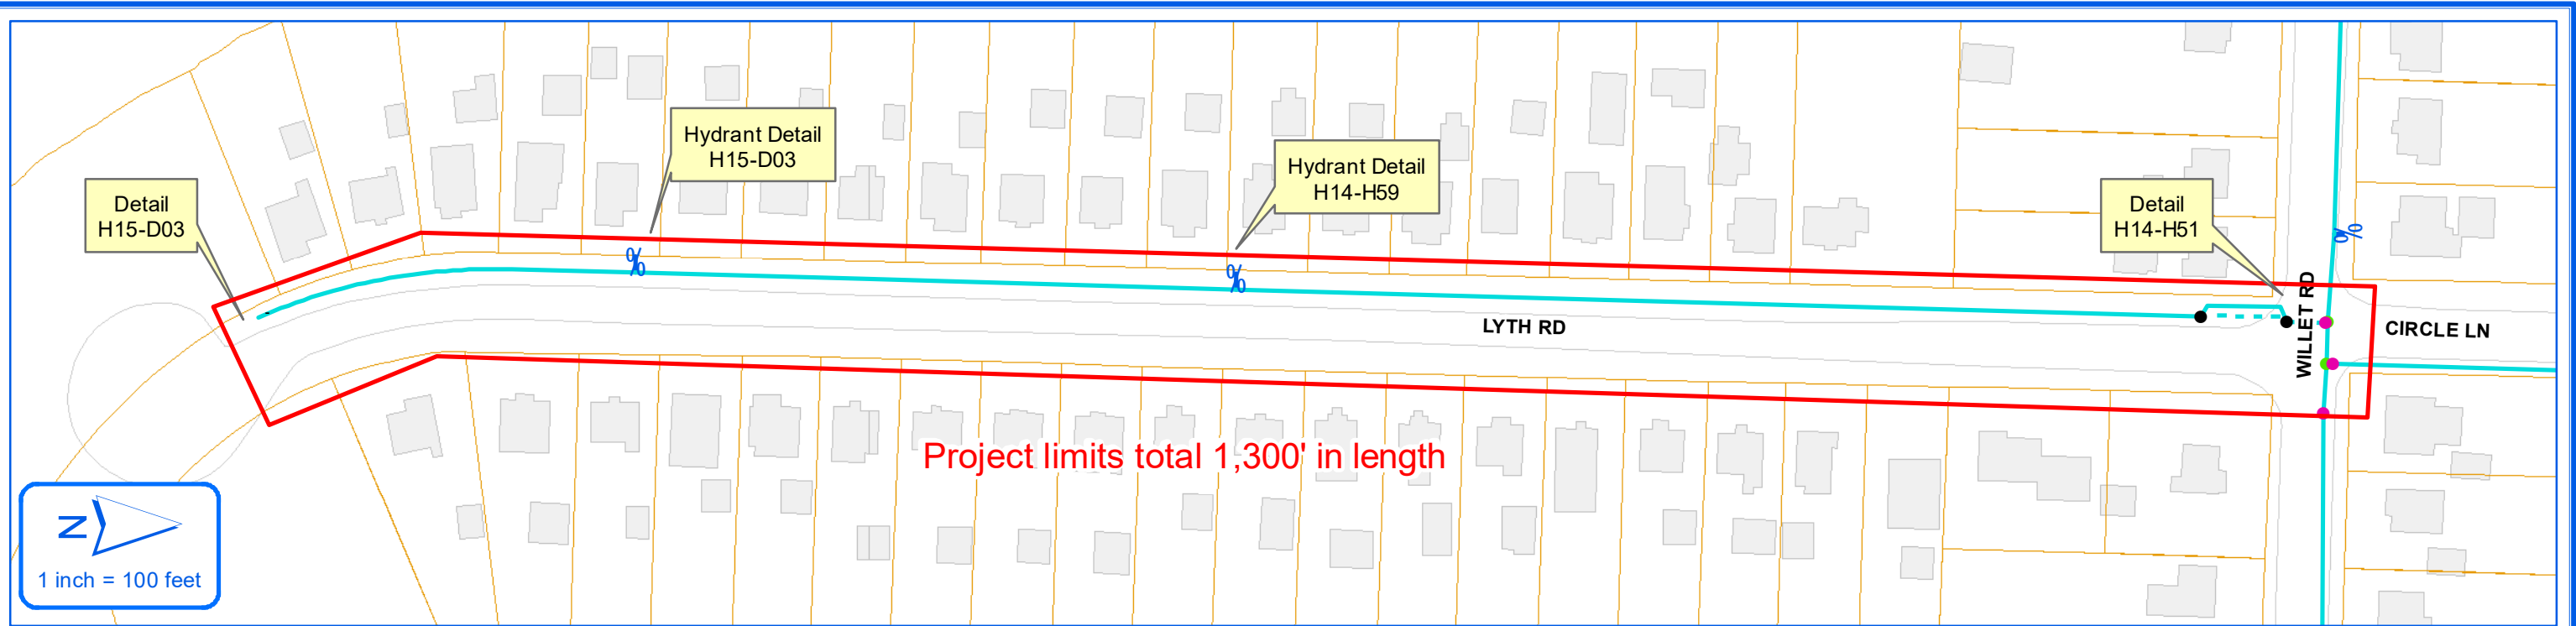 Hydrant Detail
H15-D03
Hydrant Detail
H14-H59
Detail
H15-D03
Detail
H14-H51
LYTH RD
WILLET RD
CIRCLE LN
Project limits total 1,300' in length
N
1 inch = 100 feet